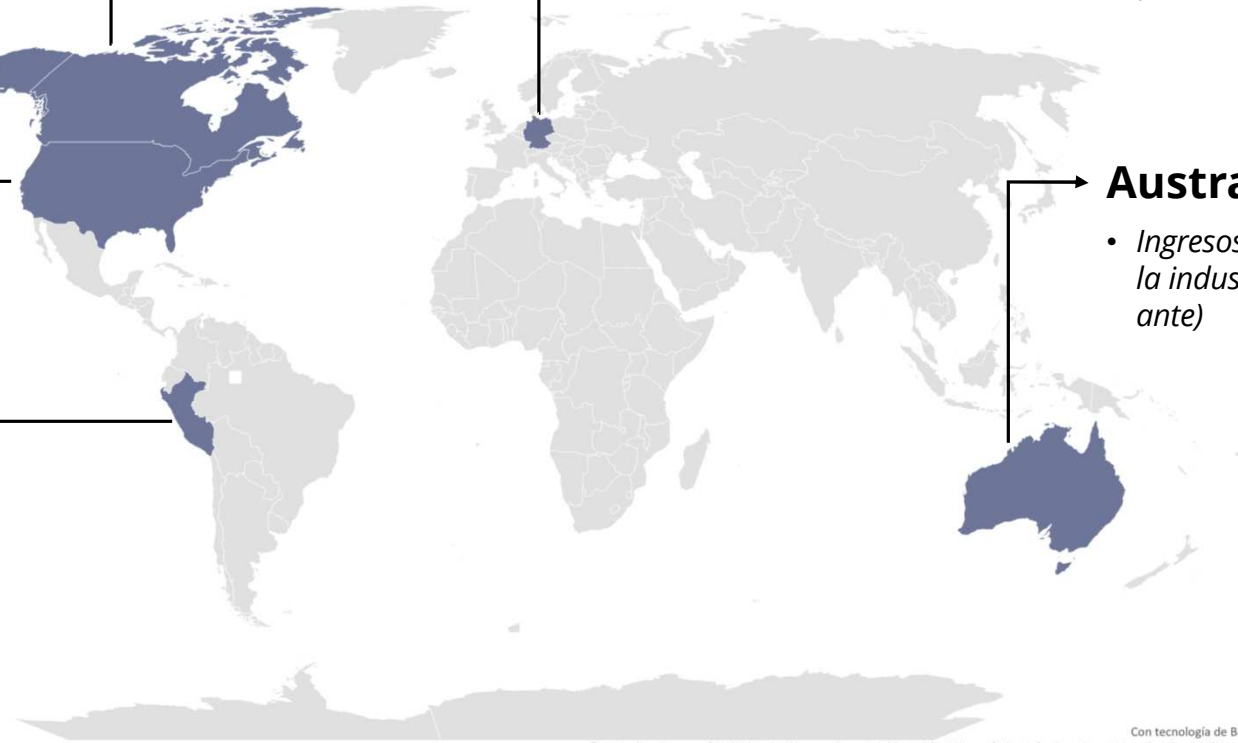 Austra
• Ingresos
la indus
ante)
Con tecnología de B